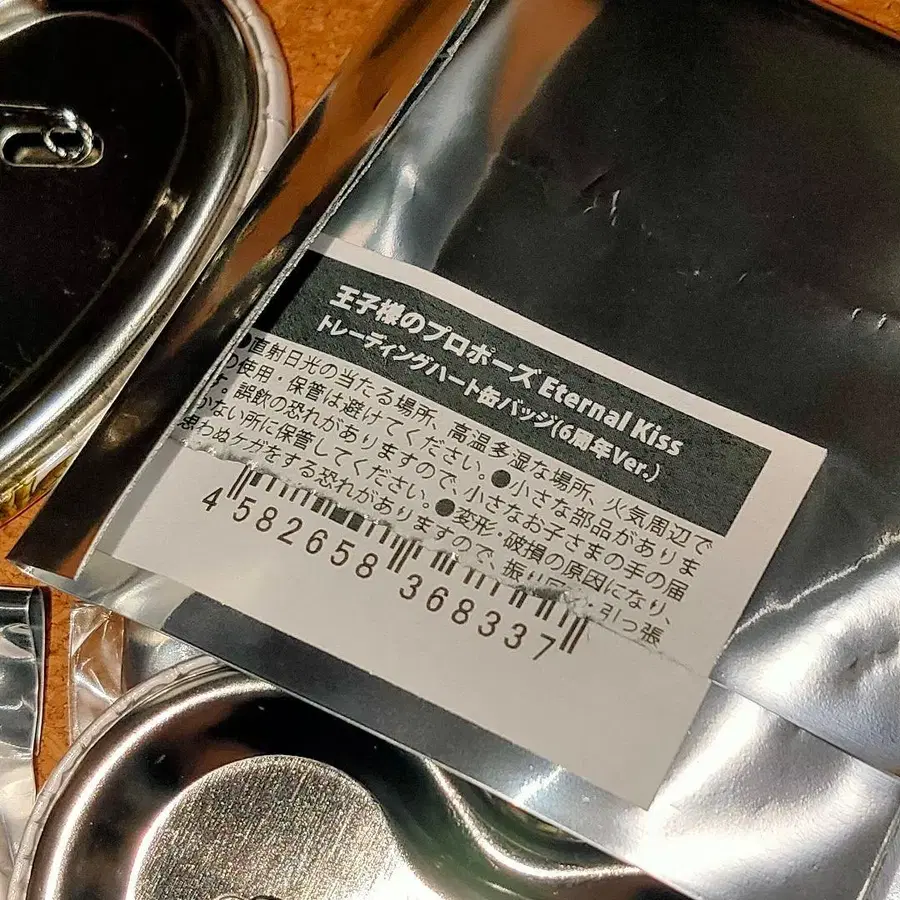 王子様のプロポーズ Eternal Kiss
トレーディングハート缶バッジ(6周年Ver.)
●直射日光の当たる場所、高温多湿な場所、火気周辺で
の使用・保管は避けてください。●小さな部品がありま
す。誤飲の恐れがありますので、小さなお子さまの手の届
かない所に保管してください。●変形・破損の原因になり、
思わぬケガをする恐れがありますので、振り回す・引っ張
4 582658 368337